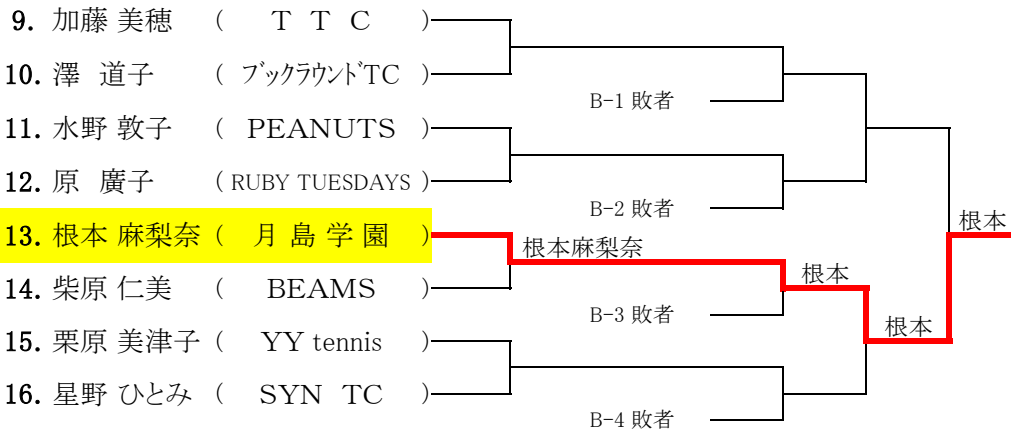 9. 加藤 美穂 ( T T C )
10. 澤 道子 ( ブックラウンドTC )
B-1 敗者
11. 水野 敦子 ( PEANUTS )
12. 原 廣子 ( RUBY TUESDAYS )
B-2 敗者
13. 根本 麻梨奈 ( 月 島 学 園 )
根本麻梨奈
根本
根本
14. 柴原 仁美 ( BEAMS )
B-3 敗者
根本
15. 栗原 美津子 ( YY tennis )
16. 星野 ひとみ ( SYN TC )
B-4 敗者